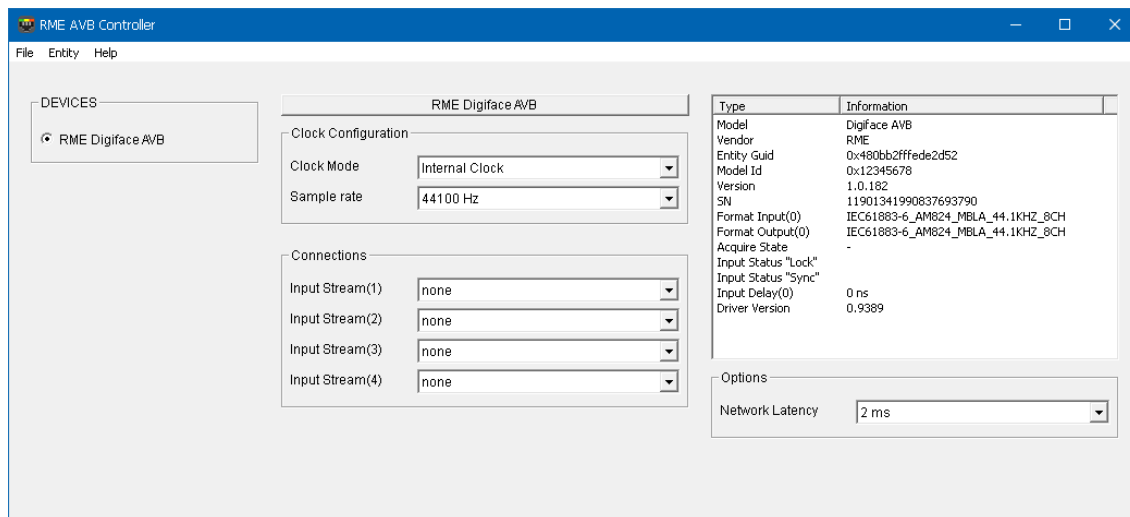 RME AVB Controller
File Entity Help
DEVICES
RME Digiface AVB
RME Digiface AVB
Clock Configuration
Clock Mode Internal Clock
Sample rate 44100 Hz
Connections
Input Stream(1) none
Input Stream(2) none
Input Stream(3) none
Input Stream(4) none
Type Information
Model Digiface AVB
Vendor RME
Entity Guid 0x480bb2fffede2d52
Model Id 0x12345678
Version 1.0.182
SN 11901341990837693790
Format Input(0) IEC61883-6_AM824_MBLA_44.1KHZ_8CH
Format Output(0) IEC61883-6_AM824_MBLA_44.1KHZ_8CH
Acquire State -
Input Status "Lock"
Input Status "Sync"
Input Delay(0) 0 ns
Driver Version 0.9389
Options
Network Latency 2 ms